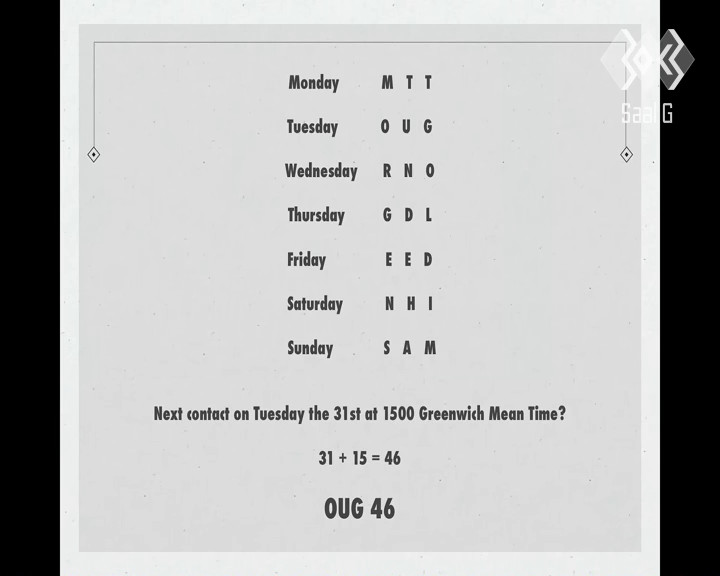 Saal G
Monday M T T
Tuesday O U G
Wednesday R N O
Thursday G D L
Friday E E D
Saturday N H I
Sunday S A M
Next contact on Tuesday the 31st at 1500 Greenwich Mean Time?
31 + 15 = 46
OUG 46